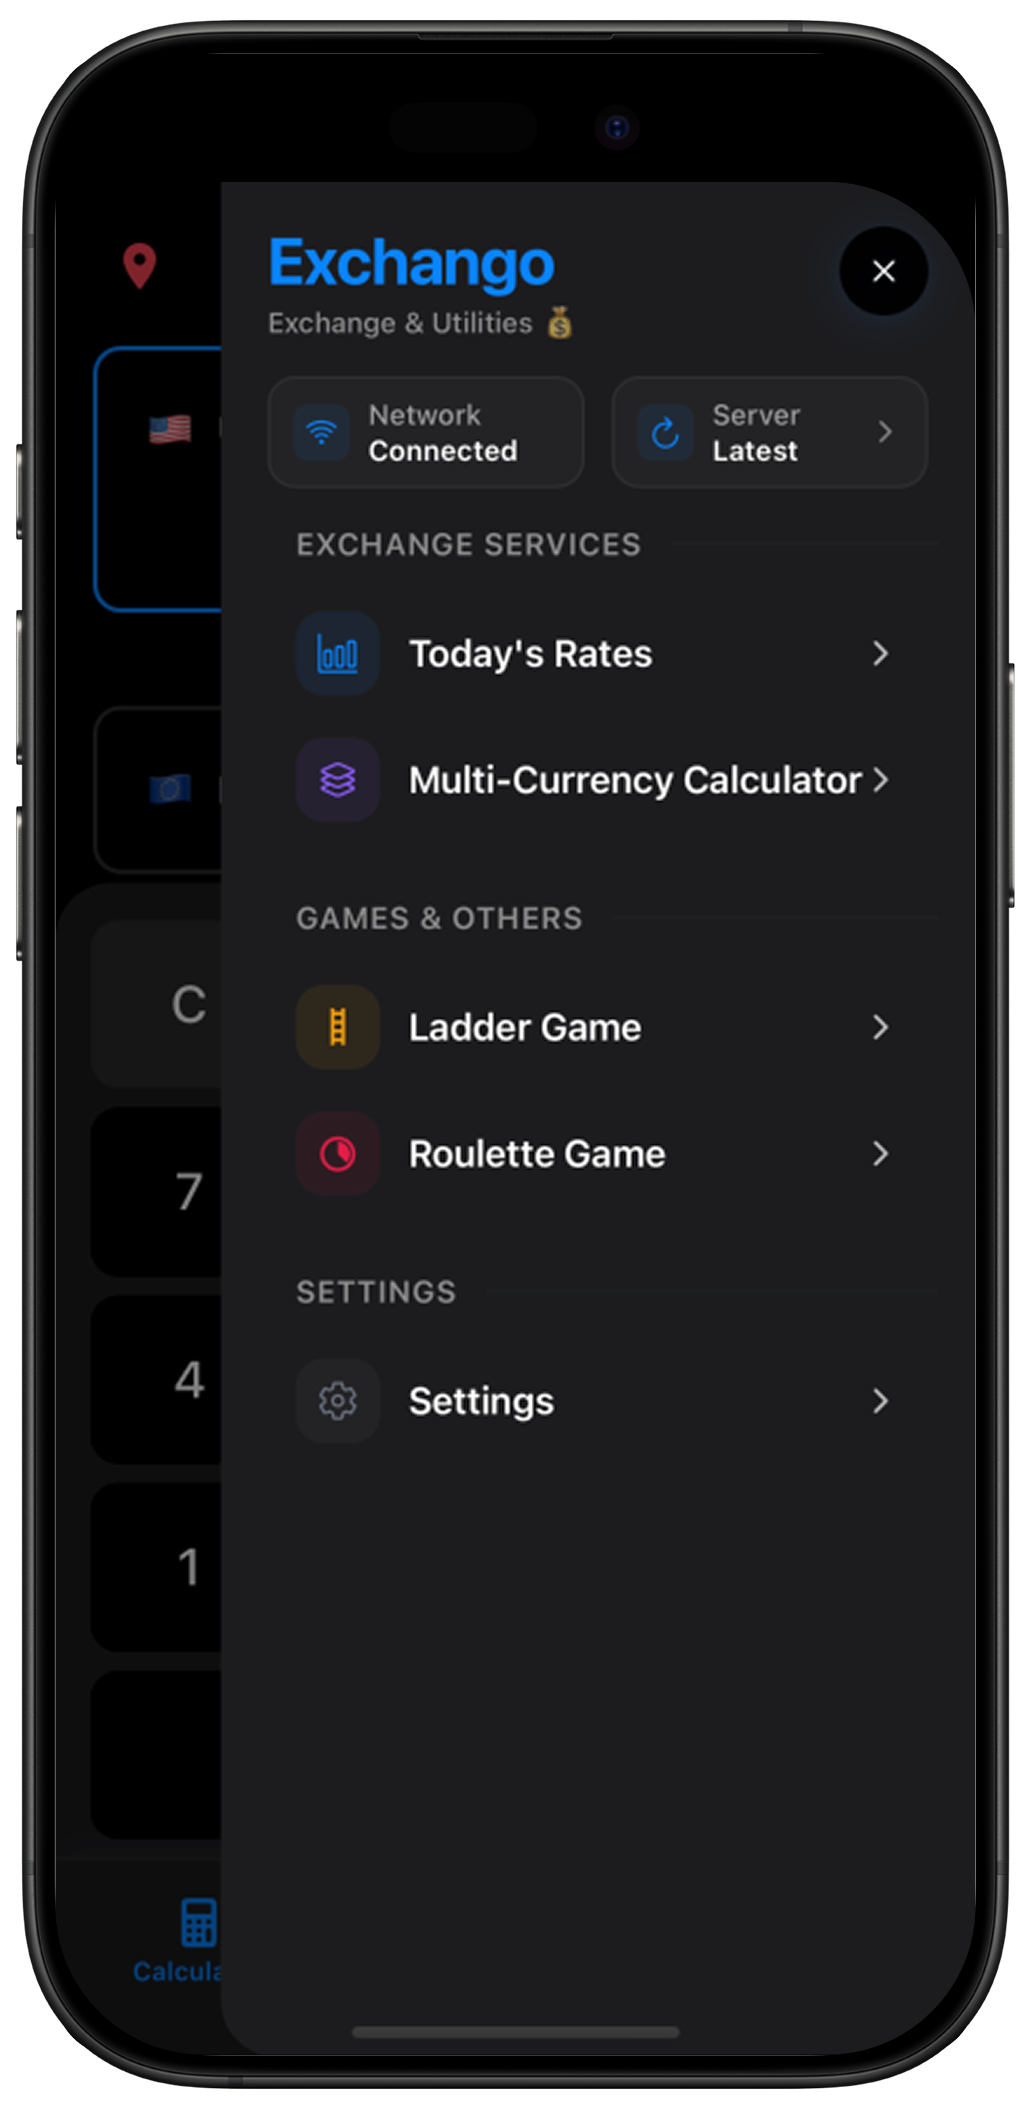 Exchango
Exchange & Utilities
Network
Connected
Server
Latest
EXCHANGE SERVICES
Today's Rates
Multi-Currency Calculator
GAMES & OTHERS
Ladder Game
Roulette Game
SETTINGS
Settings
C
7
4
1